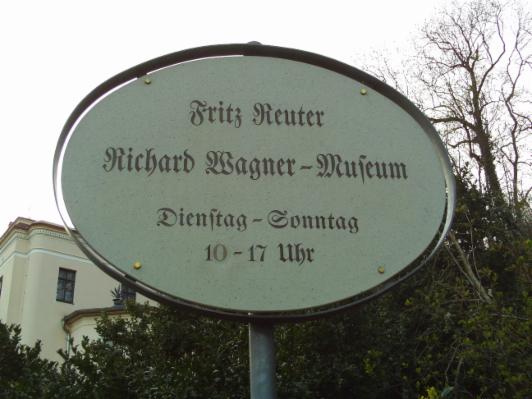 Fritz Reuter
Richard Wagner-Museum
Dienstag-Sonntag
10-17 Uhr